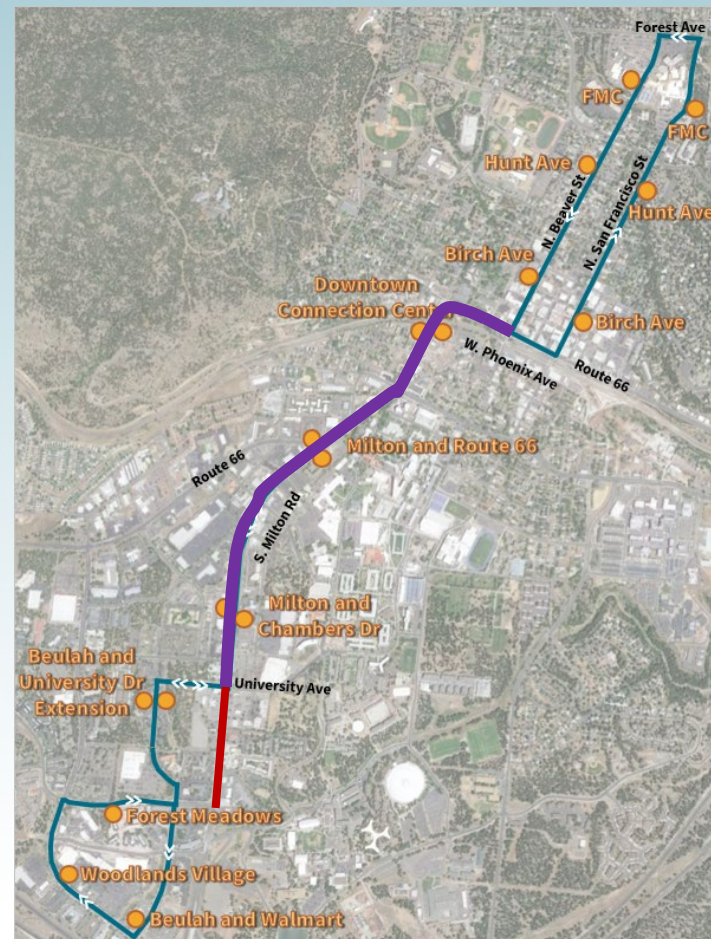 Forest Ave
FMC
FMC
Hunt Ave
N. Beaver St
N. San Francisco St
Hunt Ave
Birch Ave
Downtown
Connection Cente
Birch Ave
W. Phoenix Ave
Route 66
Milton and Route 66
Route 66
S. Milton Rd
Milton and
Chambers Dr
Beulah and
University Dr
Extension
University Ave
Forest Meadows
Woodlands Village
Beulah and Walmart